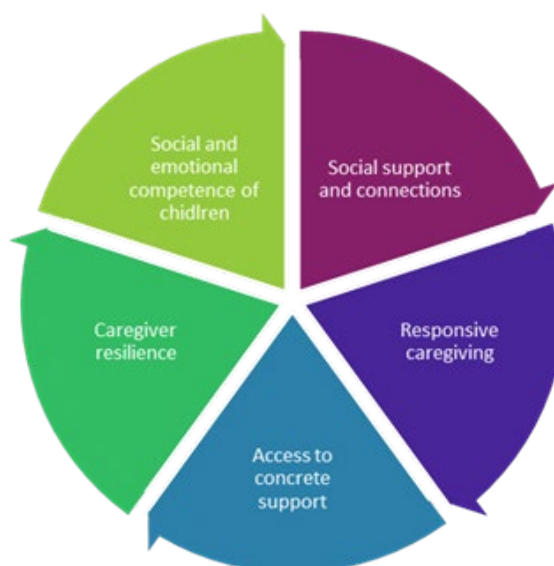 Social and
emotional
competence of
chidlren
Social support
and connections
Caregiver
resilience
Responsive
caregiving
Access to
concrete
support